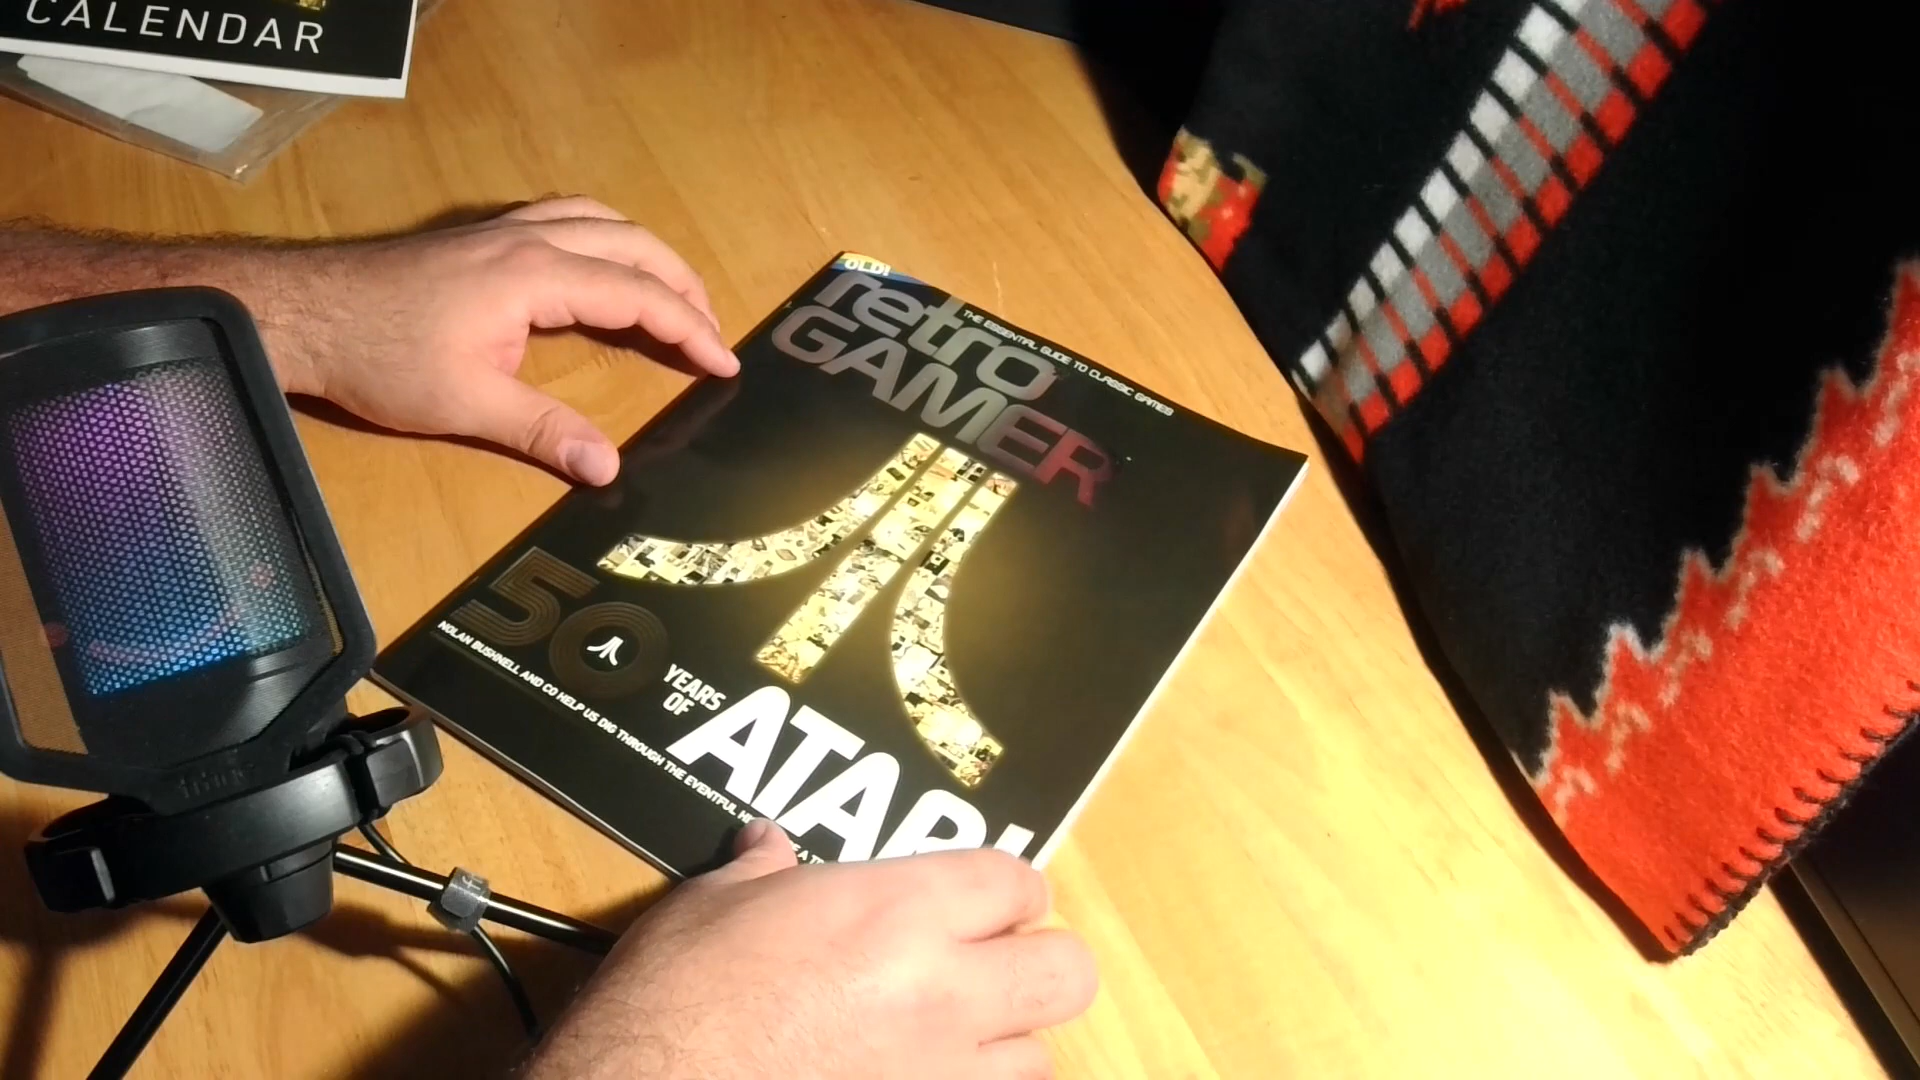 CALENDAR
OLD!
retro
GAMER
THE ESSENTIAL GUIDE TO CLASSIC GAMES
50
YEARS
OF
ATARI
NOLAN BUSHNELL AND CO HELP US DIG THROUGH THE EVENTFUL